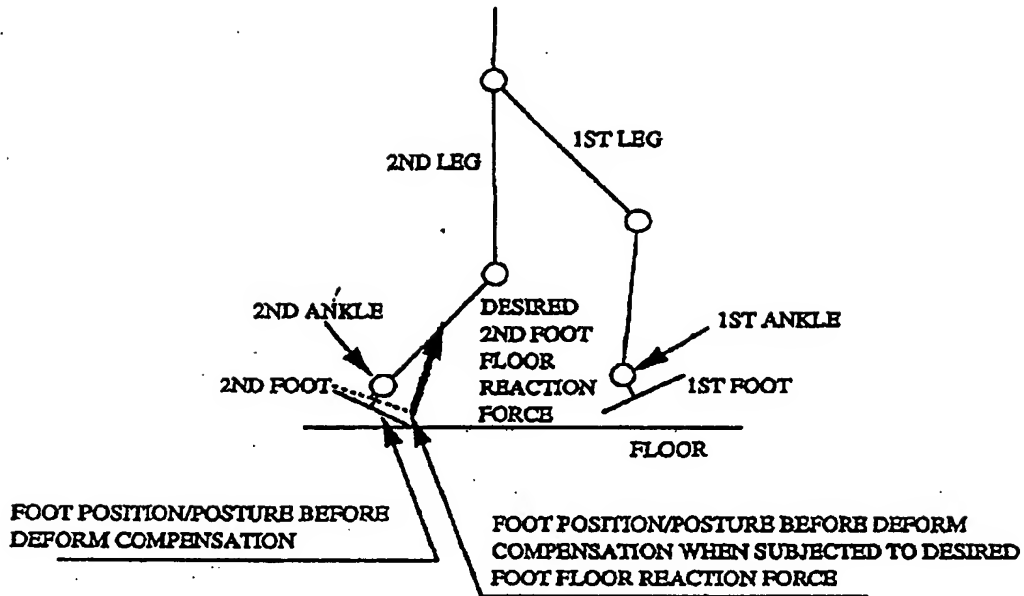 1ST LEG
2ND LEG
DESIRED
2ND FOOT
FLOOR
REACTION
FORCE
2ND ANKLE
1ST ANKLE
2ND FOOT
1ST FOOT
FLOOR
FOOT POSITION/POSTURE BEFORE
DEFORM COMPENSATION
FOOT POSITION/POSTURE BEFORE DEFORM
COMPENSATION WHEN SUBJECTED TO DESIRED
FOOT FLOOR REACTION FORCE